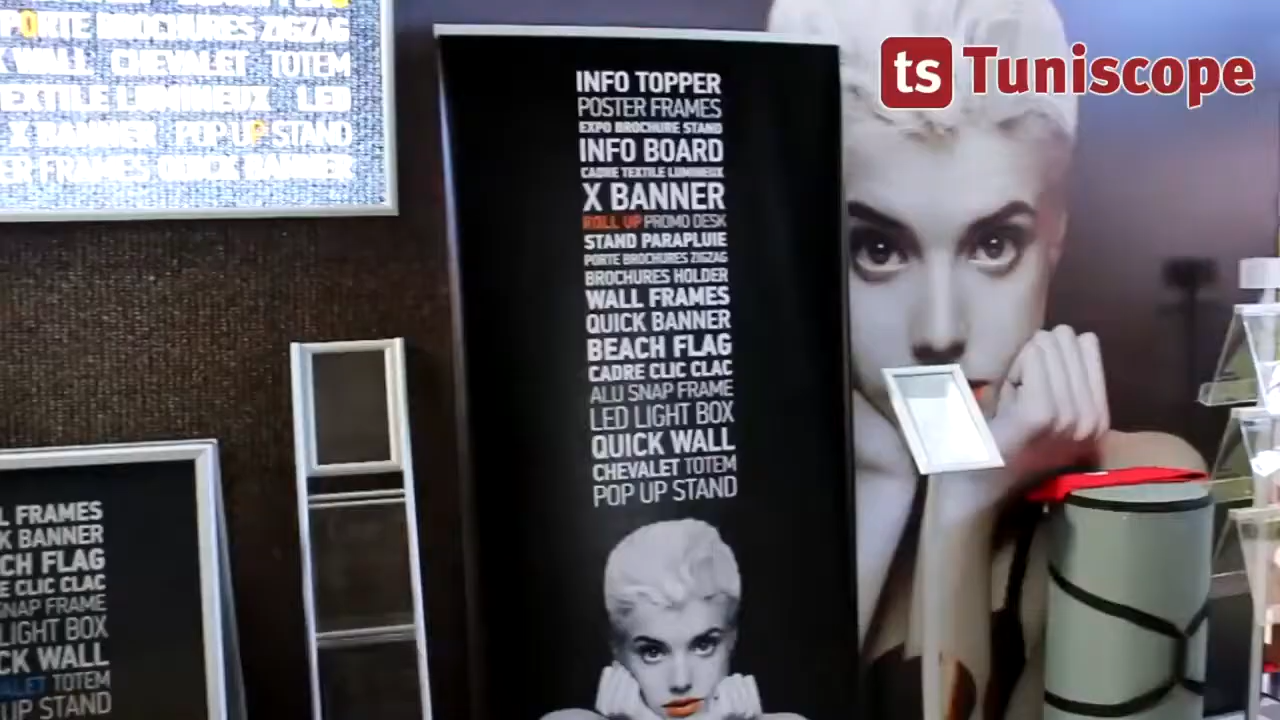 PORTE BROCHURES ZIGZAG
WALL CHEVALET TOTEM
TEXTILE LUMINEUX LED
X BANNER POP UP STAND
FRAMES QUICK BANNER
INFO TOPPER
POSTER FRAMES
EXPO BROCHURE STAND
INFO BOARD
CADRE TEXTILE LUMINEUX
X BANNER
ROLL UP PROMO DESK
STAND PARAPLUIE
PORTE BROCHURES ZIGZAG
BROCHURES HOLDER
WALL FRAMES
QUICK BANNER
BEACH FLAG
CADRE CLIC CLAC
ALU SNAP FRAME
LED LIGHT BOX
QUICK WALL
CHEVALET TOTEM
POP UP STAND
ts Tuniscope
L FRAMES
K BANNER
CH FLAG
E CLIC CLAC
SNAP FRAME
LIGHT BOX
CK WALL
ALET TOTEM
UP STAND